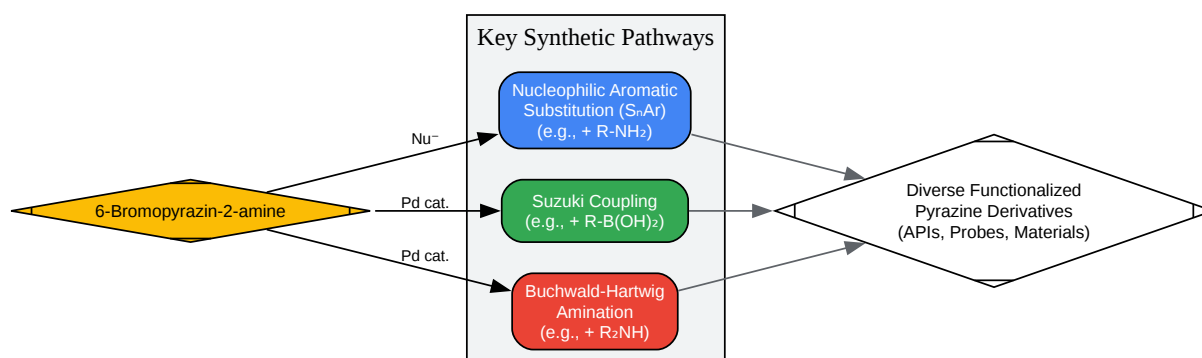 Key Synthetic Pathways
Nucleophilic Aromatic
Substitution (SₙAr)
(e.g., + R-NH₂)
Nu⁻
6-Bromopyrazin-2-amine
Pd cat.
Suzuki Coupling
(e.g., + R-B(OH)₂)
Diverse Functionalized
Pyrazine Derivatives
(APIs, Probes, Materials)
Pd cat.
Buchwald-Hartwig
Amination
(e.g., + R₂NH)